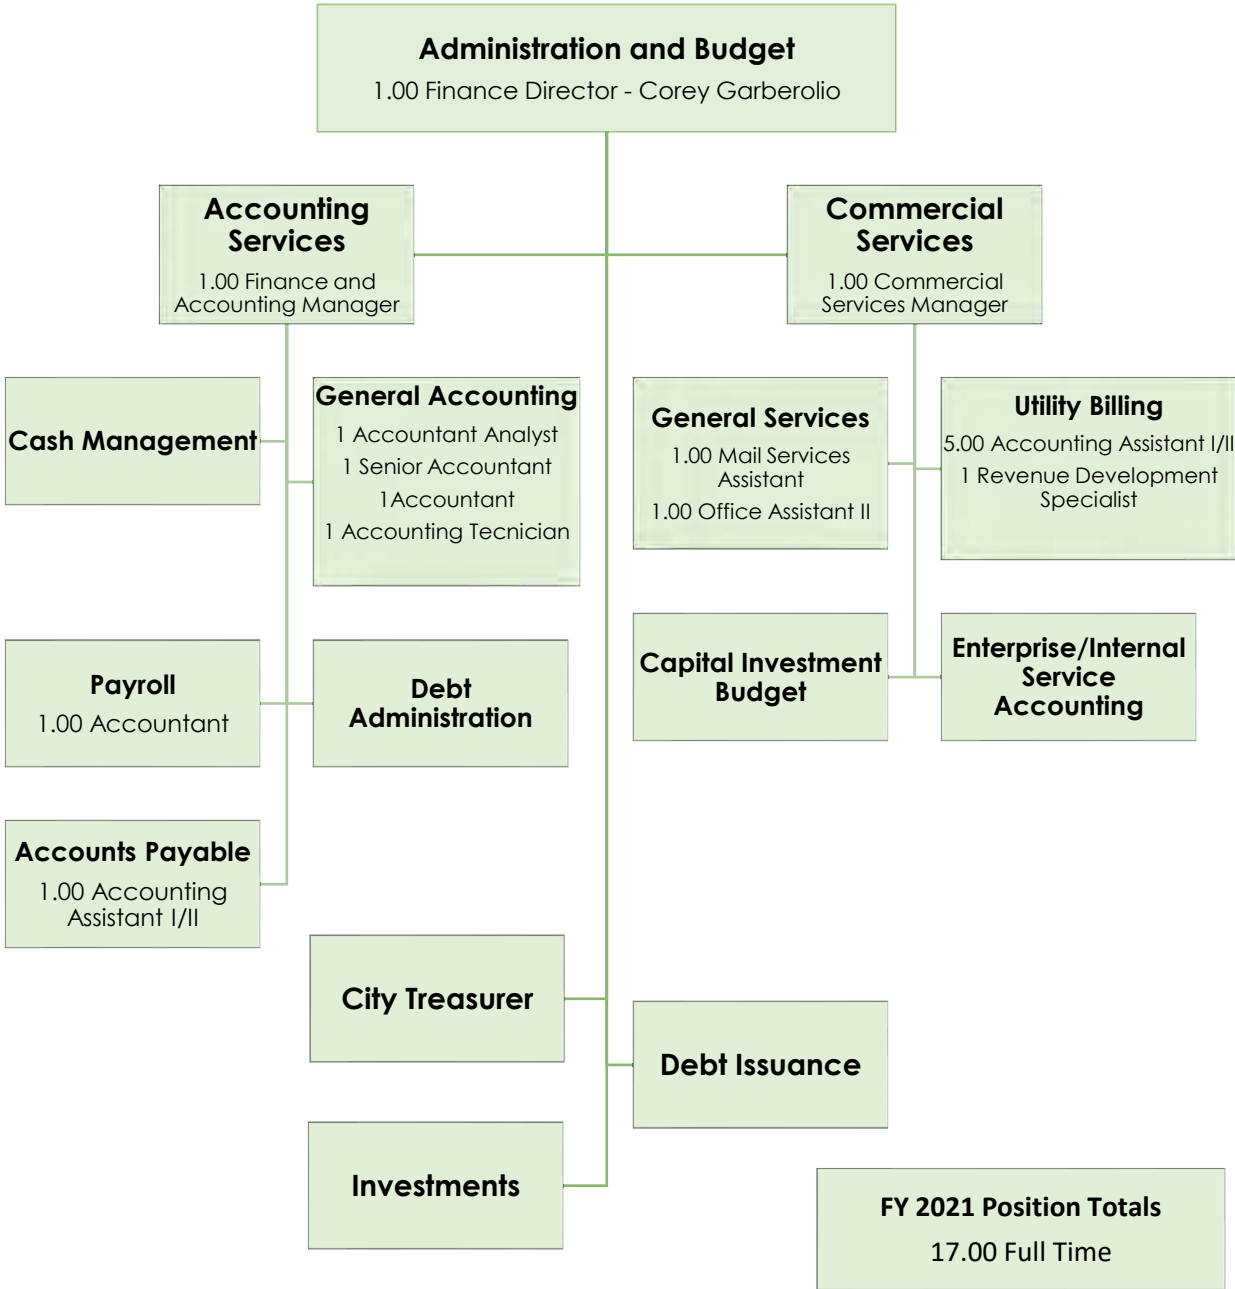 Administration and Budget
1.00 Finance Director - Corey Garberolio
Accounting
Services
1.00 Finance and
Accounting Manager
Commercial
Services
1.00 Commercial
Services Manager
Cash Management
General Accounting
1 Accountant Analyst
1 Senior Accountant
1Accountant
1 Accounting Tecnician
General Services
1.00 Mail Services
Assistant
1.00 Office Assistant II
Utility Billing
5.00 Accounting Assistant I/II
1 Revenue Development
Specialist
Payroll
1.00 Accountant
Debt
Administration
Capital Investment
Budget
Enterprise/Internal
Service
Accounting
Accounts Payable
1.00 Accounting
Assistant I/II
City Treasurer
Debt Issuance
Investments
FY 2021 Position Totals
17.00 Full Time